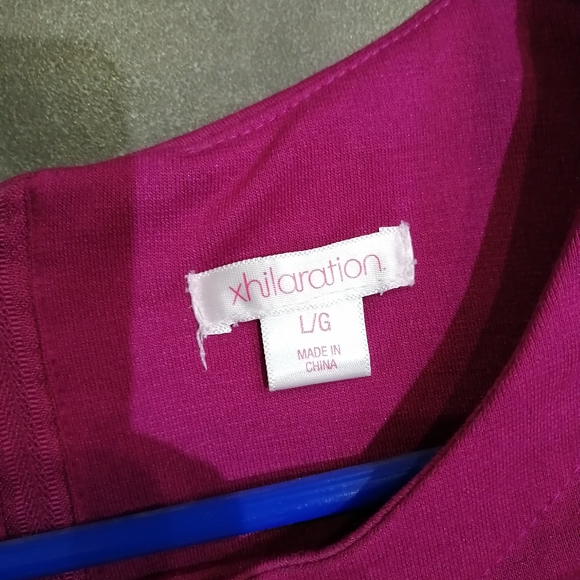 xhilaration.
L/G
MADE IN
CHINA